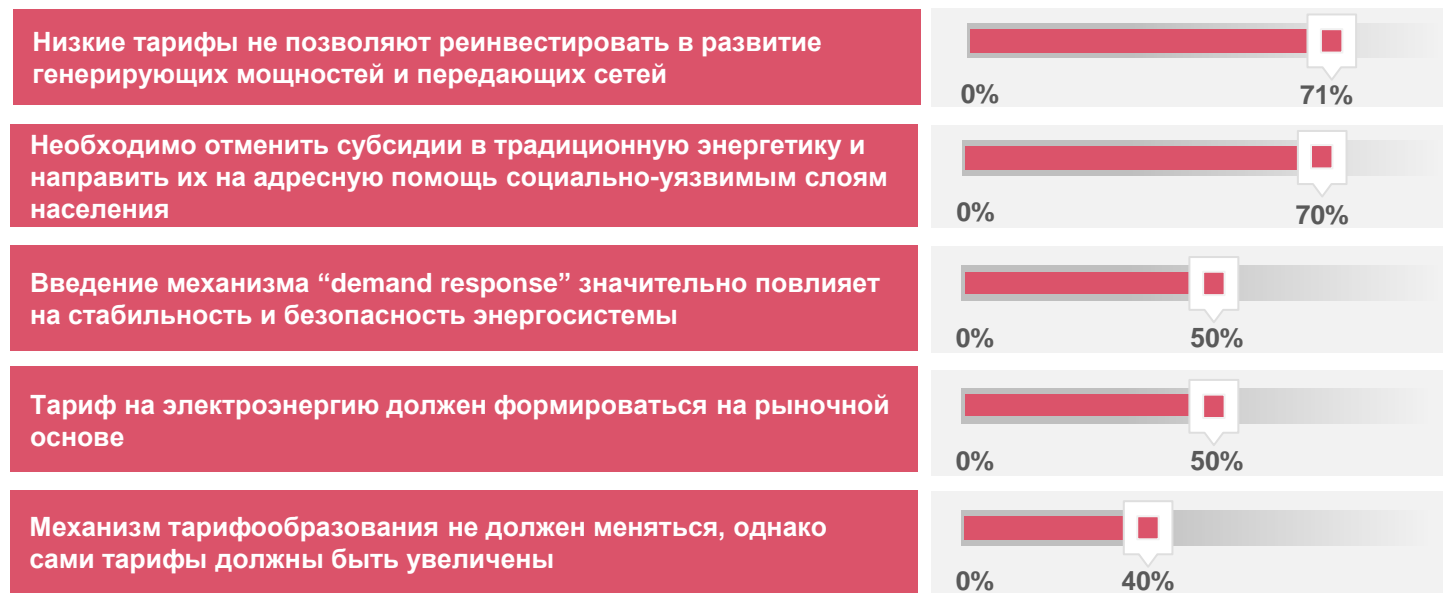 Низкие тарифы не позволяют реинвестировать в развитие
генерирующих мощностей и передающих сетей
0% 71%
Необходимо отменить субсидии в традиционную энергетику и
направить их на адресную помощь социально-уязвимым слоям
населения
0% 70%
Введение механизма “demand response” значительно повлияет
на стабильность и безопасность энергосистемы
0% 50%
Тариф на электроэнергию должен формироваться на рыночной
основе
0% 50%
Механизм тарифообразования не должен меняться, однако
сами тарифы должны быть увеличены
0% 40%